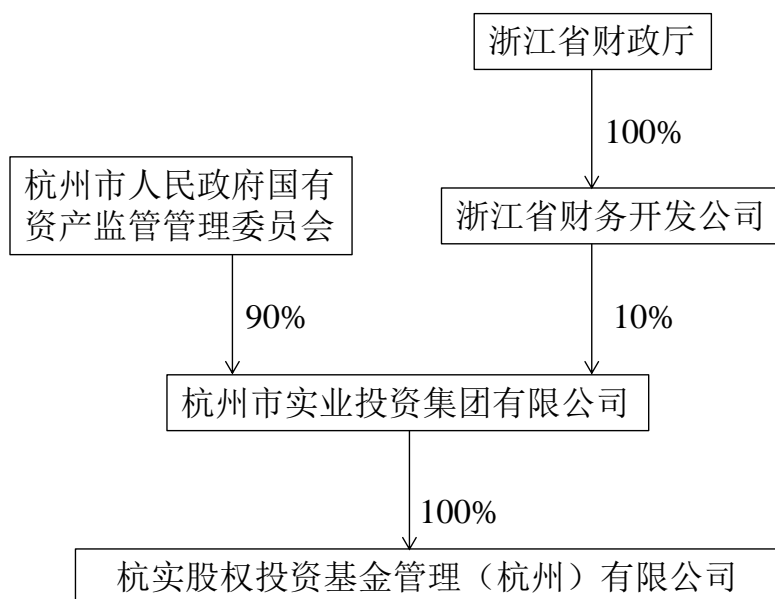 浙江省财政厅
100%
杭州市人民政府国有
资产监管管理委员会
浙江省财务开发公司
90%
10%
杭州市实业投资集团有限公司
100%
杭实股权投资基金管理（杭州）有限公司